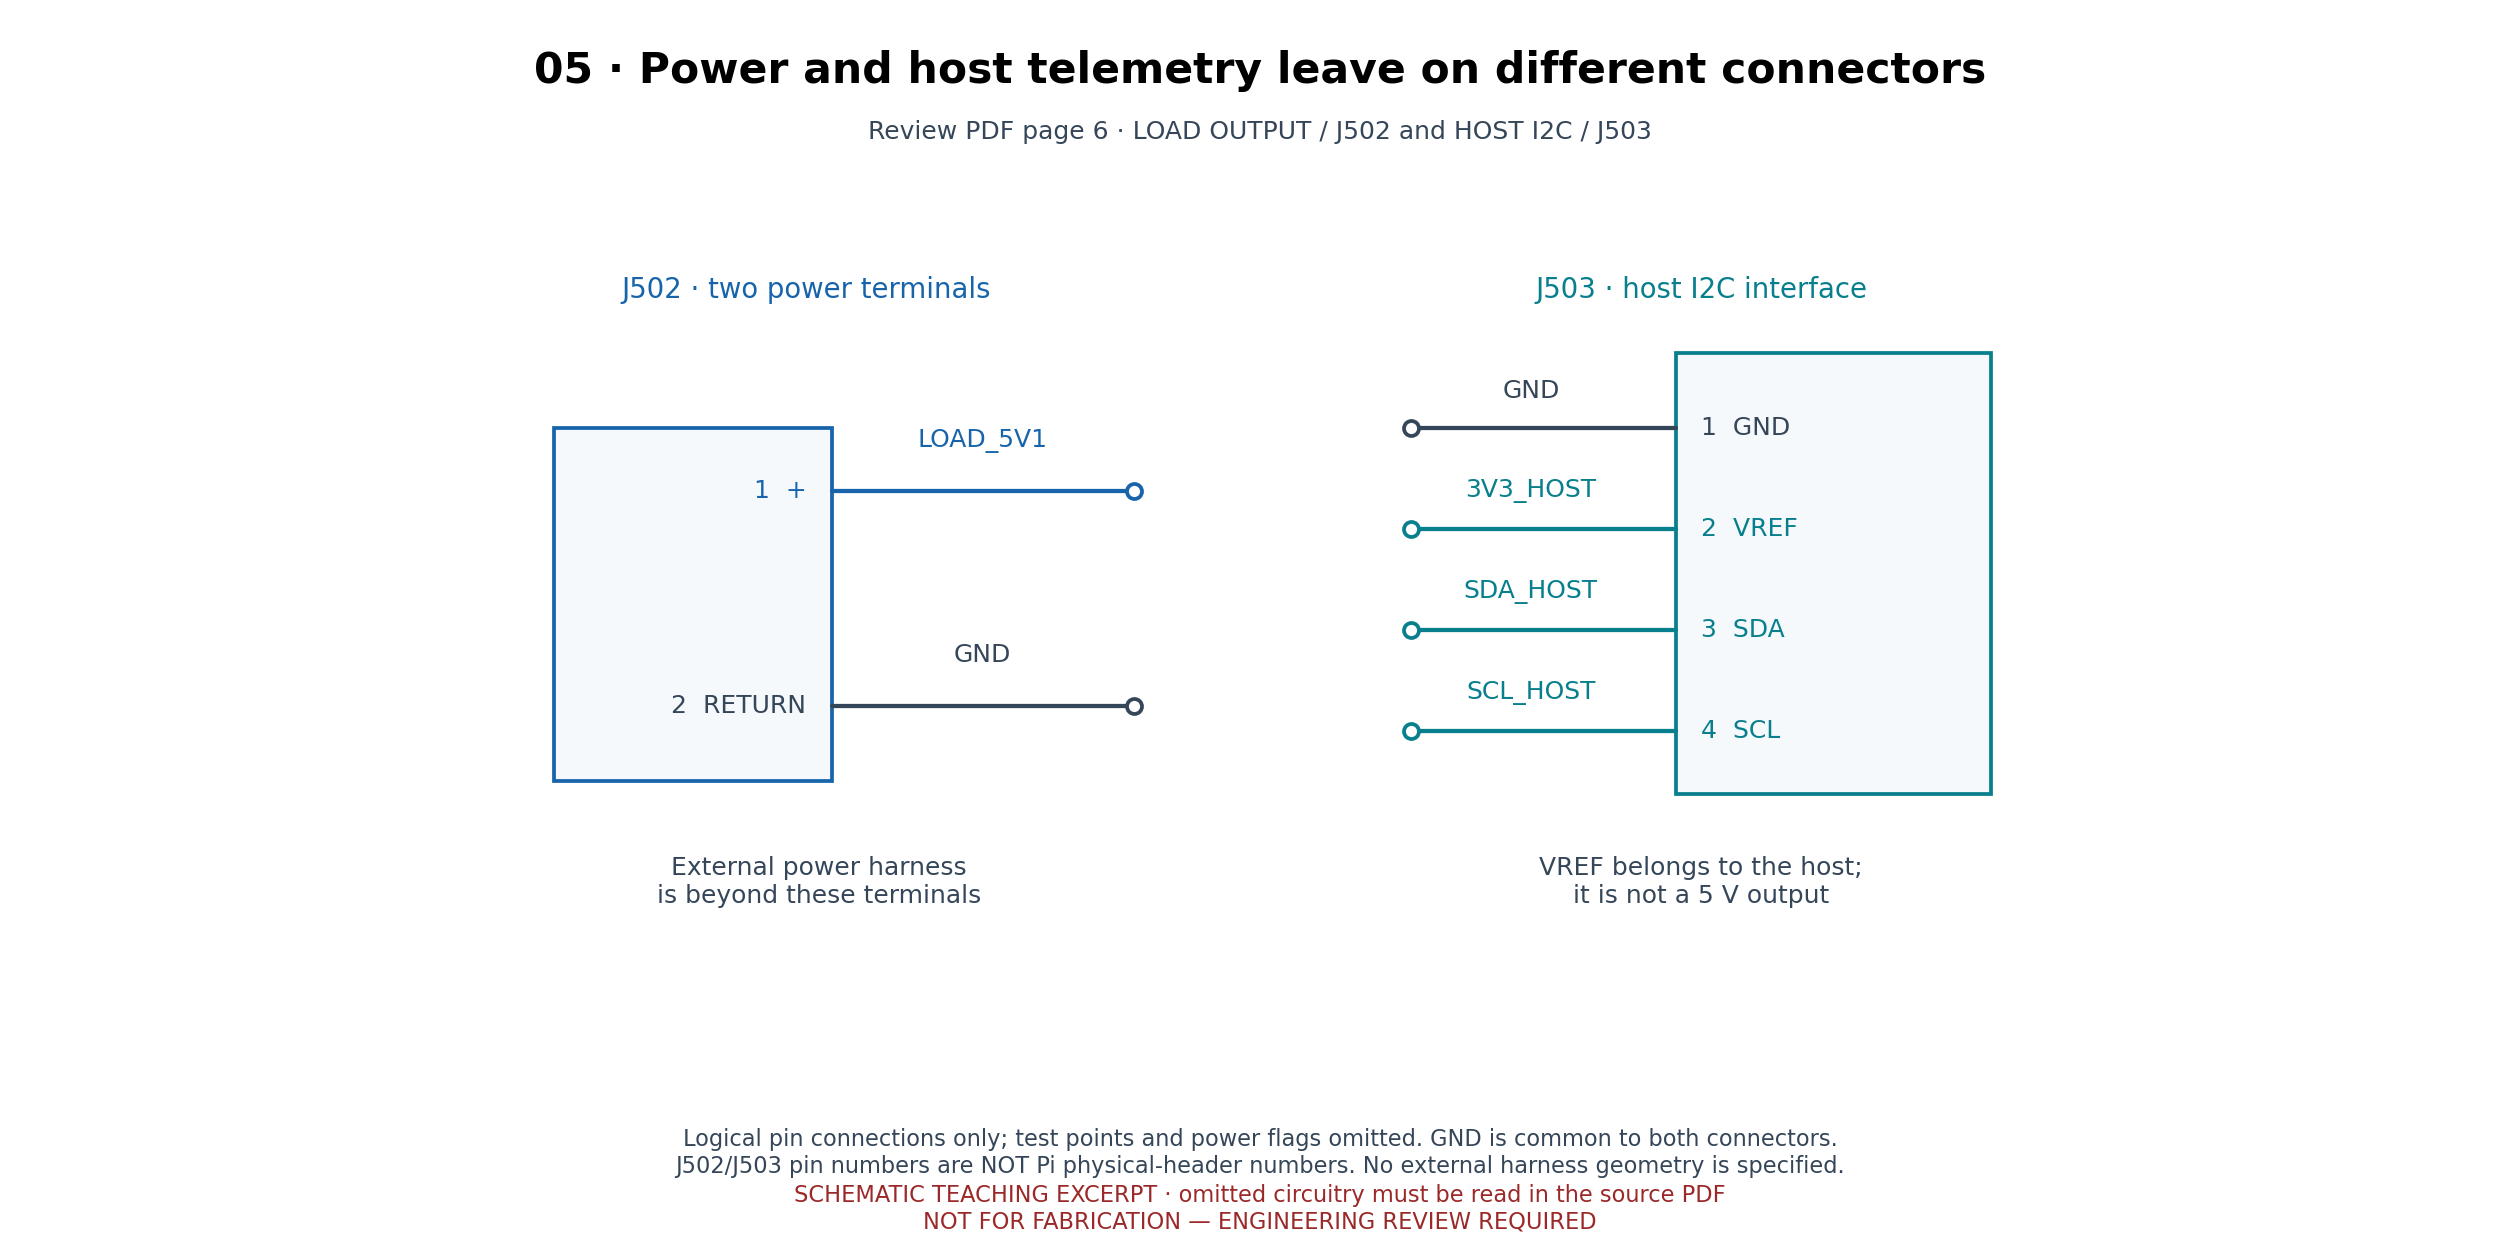 05 · Power and host telemetry leave on different connectors
Review PDF page 6 · LOAD OUTPUT / J502 and HOST I2C / J503
J502 · two power terminals
1 +
LOAD_5V1
2 RETURN
GND
External power harness
is beyond these terminals
J503 · host I2C interface
GND
1 GND
3V3_HOST
2 VREF
SDA_HOST
3 SDA
SCL_HOST
4 SCL
VREF belongs to the host;
it is not a 5 V output
Logical pin connections only; test points and power flags omitted. GND is common to both connectors.
J502/J503 pin numbers are NOT Pi physical-header numbers. No external harness geometry is specified.
SCHEMATIC TEACHING EXCERPT · omitted circuitry must be read in the source PDF
NOT FOR FABRICATION — ENGINEERING REVIEW REQUIRED